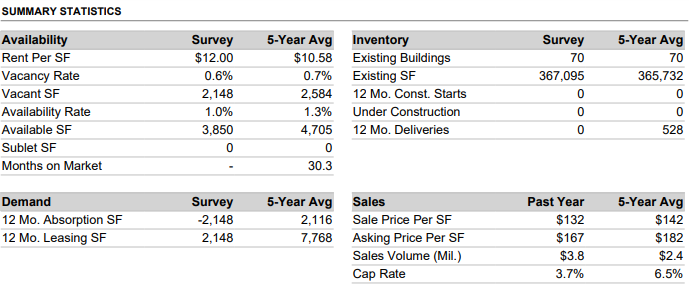 SUMMARY STATISTICS
Availability Survey 5-Year Avg
Rent Per SF $12.00 $10.58
Vacancy Rate 0.6% 0.7%
Vacant SF 2,148 2,584
Availability Rate 1.0% 1.3%
Available SF 3,850 4,705
Sublet SF 0 0
Months on Market - 30.3
Inventory Survey 5-Year Avg
Existing Buildings 70 70
Existing SF 367,095 365,732
12 Mo. Const. Starts 0 0
Under Construction 0 0
12 Mo. Deliveries 0 528
Demand Survey 5-Year Avg
12 Mo. Absorption SF -2,148 2,116
12 Mo. Leasing SF 2,148 7,768
Sales Past Year 5-Year Avg
Sale Price Per SF $132 $142
Asking Price Per SF $167 $182
Sales Volume (Mil.) $3.8 $2.4
Cap Rate 3.7% 6.5%